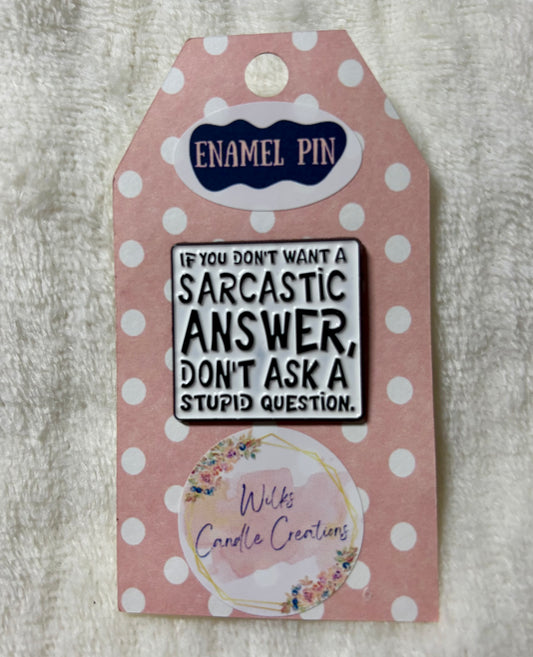 ENAMEL PIN
IF YOU DON'T WANT A
SARCASTIC
ANSWER,
DON'T ASK A
STUPID QUESTION.
Wilks
Candle Creations